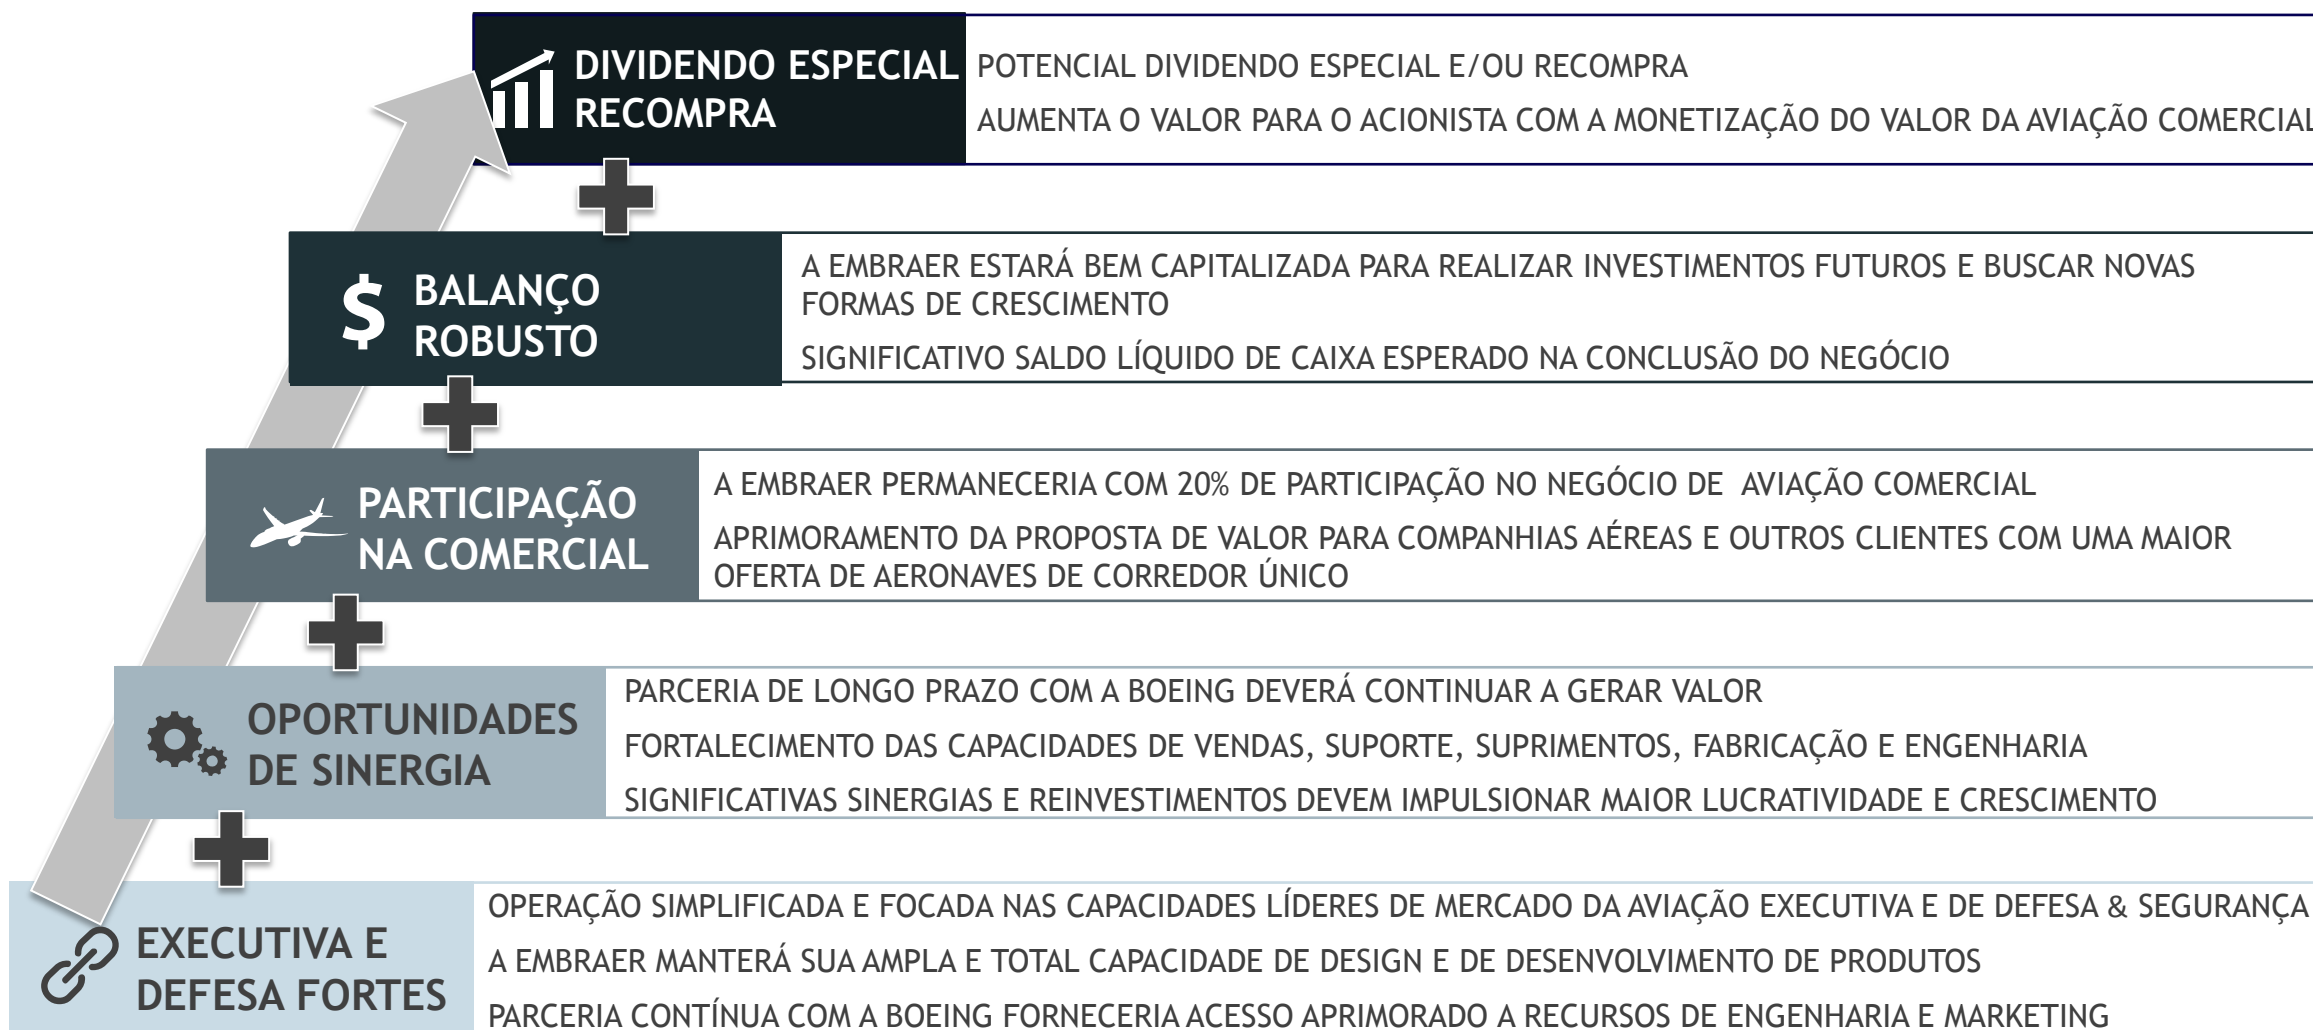 DIVIDENDO ESPECIAL
RECOMPRA
POTENCIAL DIVIDENDO ESPECIAL E/OU RECOMPRA
AUMENTA O VALOR PARA O ACIONISTA COM A MONETIZAÇÃO DO VALOR DA AVIAÇÃO COMERCIAL
$
BALANÇO
ROBUSTO
A EMBRAER ESTARÁ BEM CAPITALIZADA PARA REALIZAR INVESTIMENTOS FUTUROS E BUSCAR NOVAS
FORMAS DE CRESCIMENTO
SIGNIFICATIVO SALDO LÍQUIDO DE CAIXA ESPERADO NA CONCLUSÃO DO NEGÓCIO
PARTICIPAÇÃO
NA COMERCIAL
A EMBRAER PERMANECERIA COM 20% DE PARTICIPAÇÃO NO NEGÓCIO DE AVIAÇÃO COMERCIAL
APRIMORAMENTO DA PROPOSTA DE VALOR PARA COMPANHIAS AÉREAS E OUTROS CLIENTES COM UMA MAIOR
OFERTA DE AERONAVES DE CORREDOR ÚNICO
OPORTUNIDADES
DE SINERGIA
PARCERIA DE LONGO PRAZO COM A BOEING DEVERÁ CONTINUAR A GERAR VALOR
FORTALECIMENTO DAS CAPACIDADES DE VENDAS, SUPORTE, SUPRIMENTOS, FABRICAÇÃO E ENGENHARIA
SIGNIFICATIVAS SINERGIAS E REINVESTIMENTOS DEVEM IMPULSIONAR MAIOR LUCRATIVIDADE E CRESCIMENTO
EXECUTIVA E
DEFESA FORTES
OPERAÇÃO SIMPLIFICADA E FOCADA NAS CAPACIDADES LÍDERES DE MERCADO DA AVIAÇÃO EXECUTIVA E DE DEFESA & SEGURANÇA
A EMBRAER MANTERÁ SUA AMPLA E TOTAL CAPACIDADE DE DESIGN E DE DESENVOLVIMENTO DE PRODUTOS
PARCERIA CONTÍNUA COM A BOEING FORNECERIA ACESSO APRIMORADO A RECURSOS DE ENGENHARIA E MARKETING